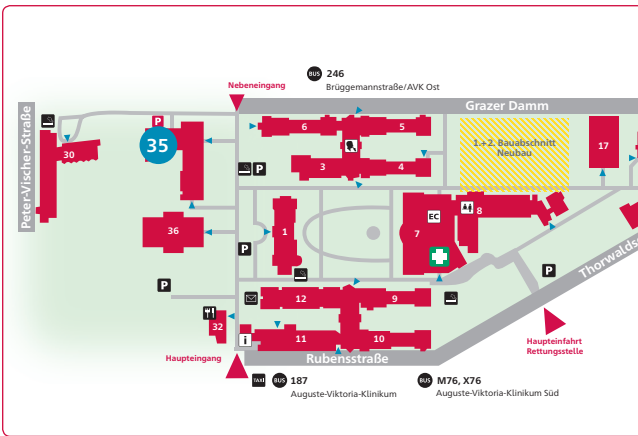 BUS 246
Brüggemannstraße/AVK Ost
Nebeneingang
Grazer Damm
Peter-Vischer-Straße
P
35
30
6
5
3
4
P
1.+2. Bauabschnitt
Neubau
17
36
1
P
EC
7
8
P
P
12
9
32
i
11
10
Thorwalds
Haupteingang
Rubensstraße
Haupteinfahrt
Rettungsstelle
TAXI BUS 187
Auguste-Viktoria-Klinikum
BUS M76, X76
Auguste-Viktoria-Klinikum Süd